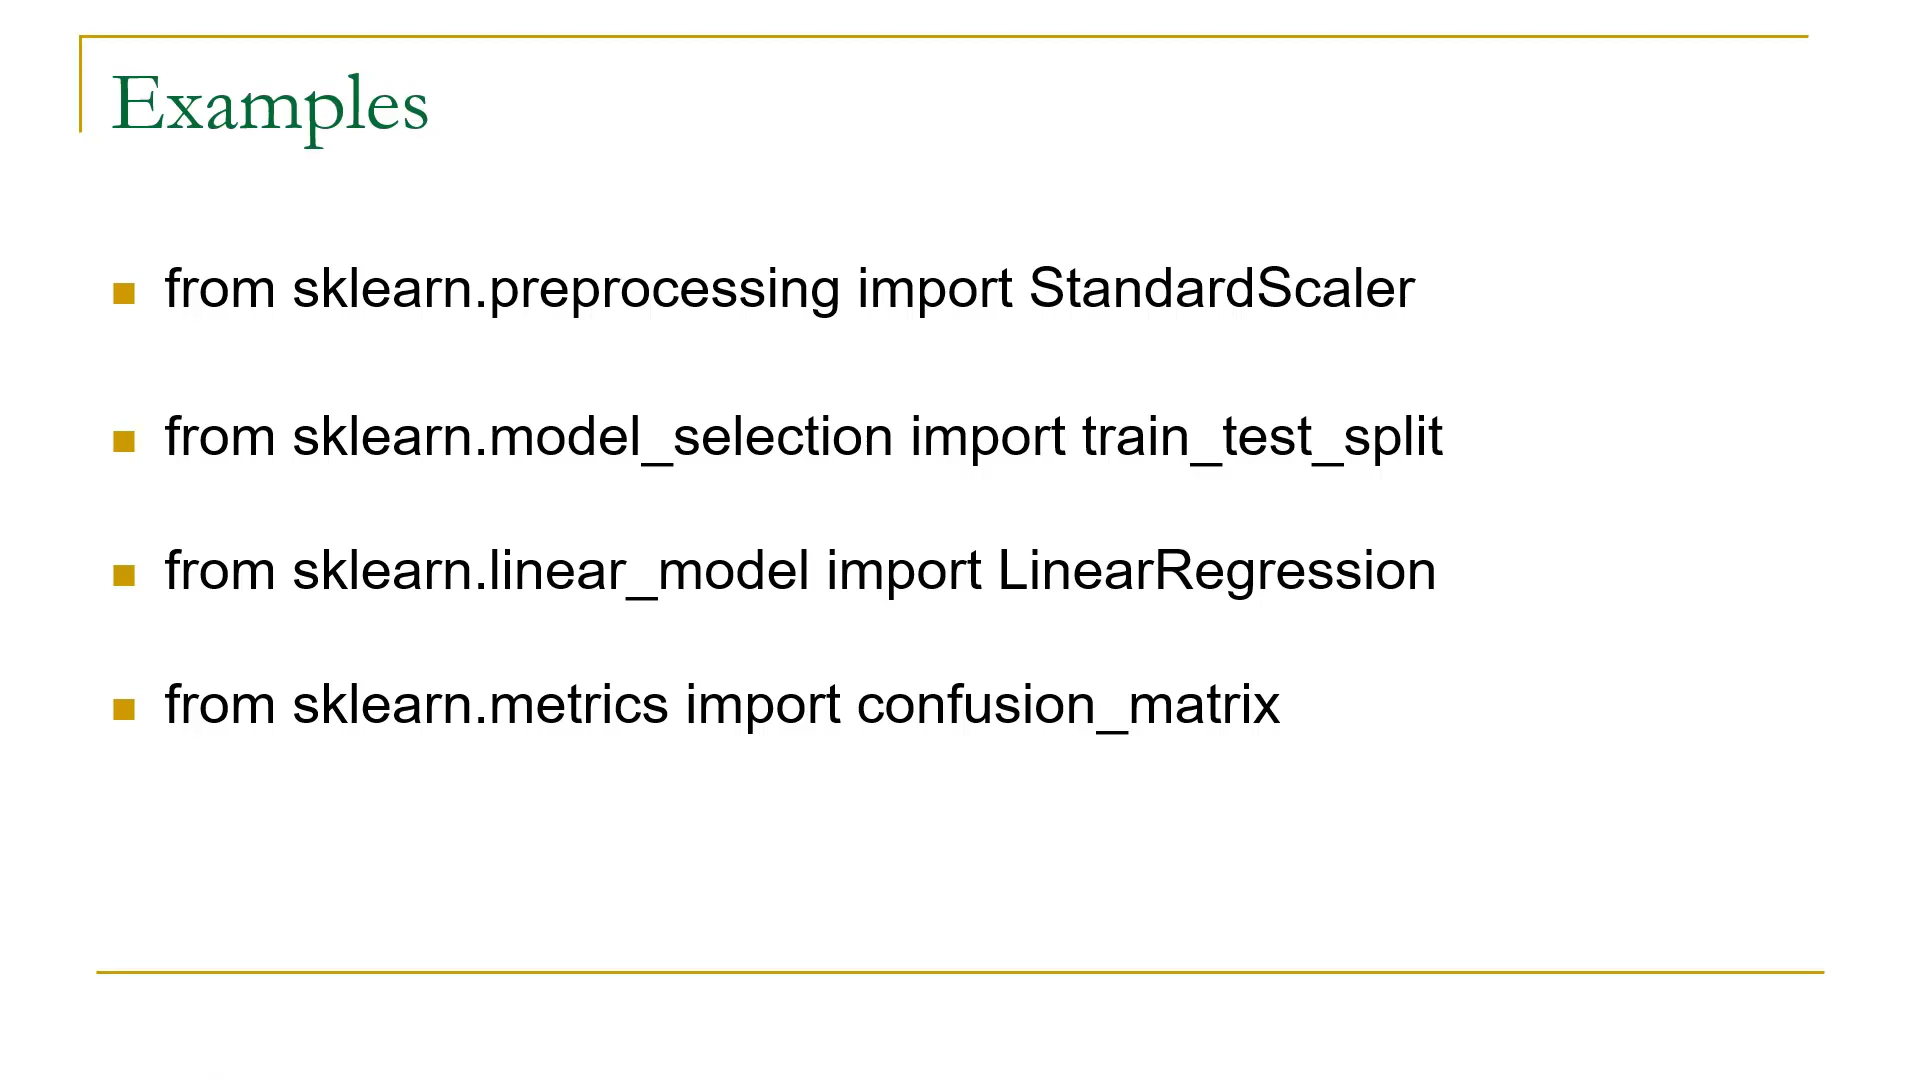 Examples
from sklearn.preprocessing import StandardScaler
from sklearn.model_selection import train_test_split
from sklearn.linear_model import LinearRegression
from sklearn.metrics import confusion_matrix